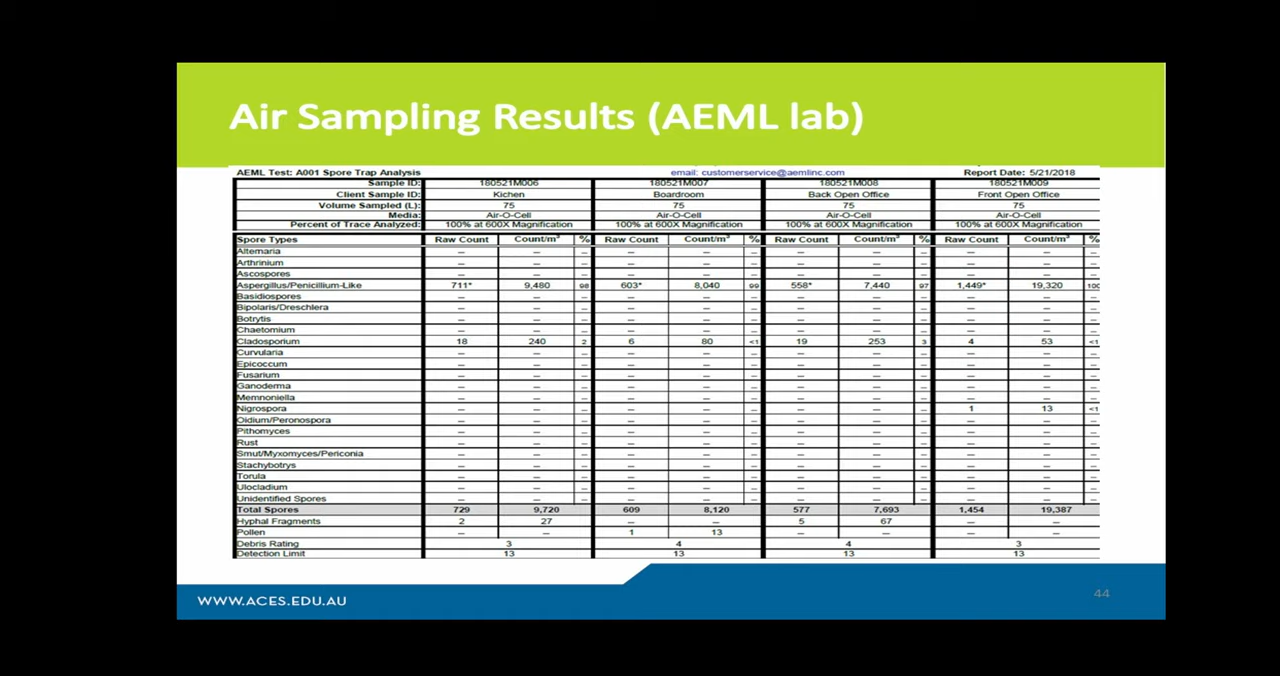 Air Sampling Results (AEML lab)
AEML Test: A001 Spore Trap Analysis email: customerservice@aemlinc.com Report Date: 5/21/2018
Sample ID: 180521M006 180521M007 180521M008 180521M009
Client Sample ID: Kichen Boardroom Back Open Office Front Open Office
Volume Sampled (L): 75 75 75 75
Media: Air-O-Cell Air-O-Cell Air-O-Cell Air-O-Cell
Percent of Trace Analyzed: 100% at 600X Magnification 100% at 600X Magnification 100% at 600X Magnification 100% at 600X Magnification
Spore Types Raw Count Count/m³ % Raw Count Count/m³ % Raw Count Count/m³ % Raw Count Count/m³ %
Alternaria – – – – – – – – – – – –
Arthrinium – – – – – – – – – – – –
Ascospores – – – – – – – – – – – –
Aspergillus/Penicillium-Like 711* 9,480 98 603* 8,040 99 558* 7,440 97 1,449* 19,320 100
Basidiospores – – – – – – – – – – – –
Bipolaris/Dreschlera – – – – – – – – – – – –
Botrytis – – – – – – – – – – – –
Chaetomium – – – – – – – – – – – –
Cladosporium 18 240 2 6 80 <1 19 253 3 4 53 <1
Curvularia – – – – – – – – – – – –
Epicoccum – – – – – – – – – – – –
Fusarium – – – – – – – – – – – –
Ganoderma – – – – – – – – – – – –
Memnoniella – – – – – – – – – – – –
Nigrospora – – – – – – – – – 1 13 <1
Oidium/Peronospora – – – – – – – – – – – –
Pithomyces – – – – – – – – – – – –
Rust – – – – – – – – – – – –
Smut/Myxomyces/Periconia – – – – – – – – – – – –
Stachybotrys – – – – – – – – – – – –
Torula – – – – – – – – – – – –
Ulocladium – – – – – – – – – – – –
Unidentified Spores – – – – – – – – – – – –
Total Spores 729 9,720 609 8,120 577 7,693 1,454 19,387
Hyphal Fragments 2 27 – – 5 67 – –
Pollen – – 1 13 – – – –
Debris Rating 3 4 4 3
Detection Limit 13 13 13 13
WWW.ACES.EDU.AU 44